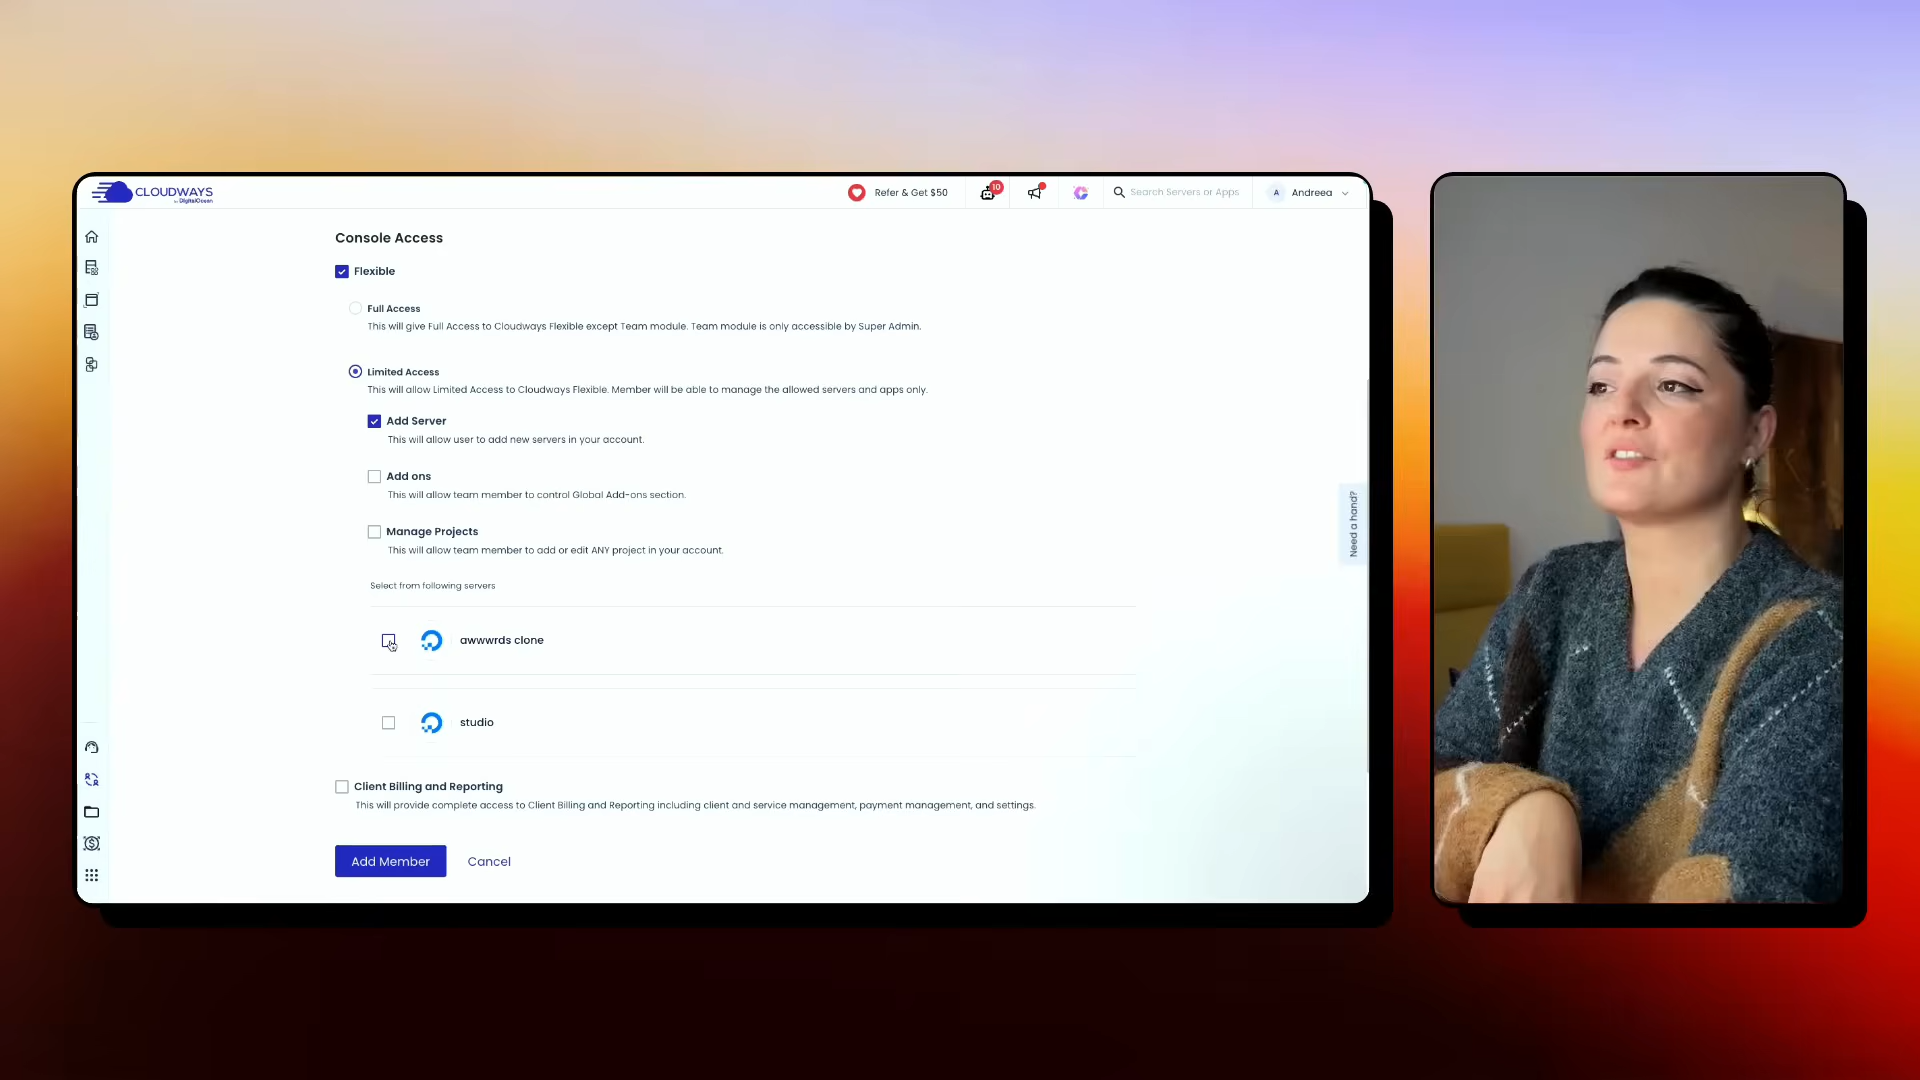 CLOUDWAYS
by DigitalOcean
Refer & Get $50
10
Search Servers or Apps
A
Andreea
Console Access
Flexible
Full Access
This will give Full Access to Cloudways Flexible except Team module. Team module is only accessible by Super Admin.
Limited Access
This will allow Limited Access to Cloudways Flexible. Member will be able to manage the allowed servers and apps only.
Add Server
This will allow user to add new servers in your account.
Add ons
This will allow team member to control Global Add-ons section.
Manage Projects
This will allow team member to add or edit ANY project in your account.
Need a hand?
Select from following servers
awwwrds clone
studio
Client Billing and Reporting
This will provide complete access to Client Billing and Reporting including client and service management, payment management, and settings.
Add Member
Cancel